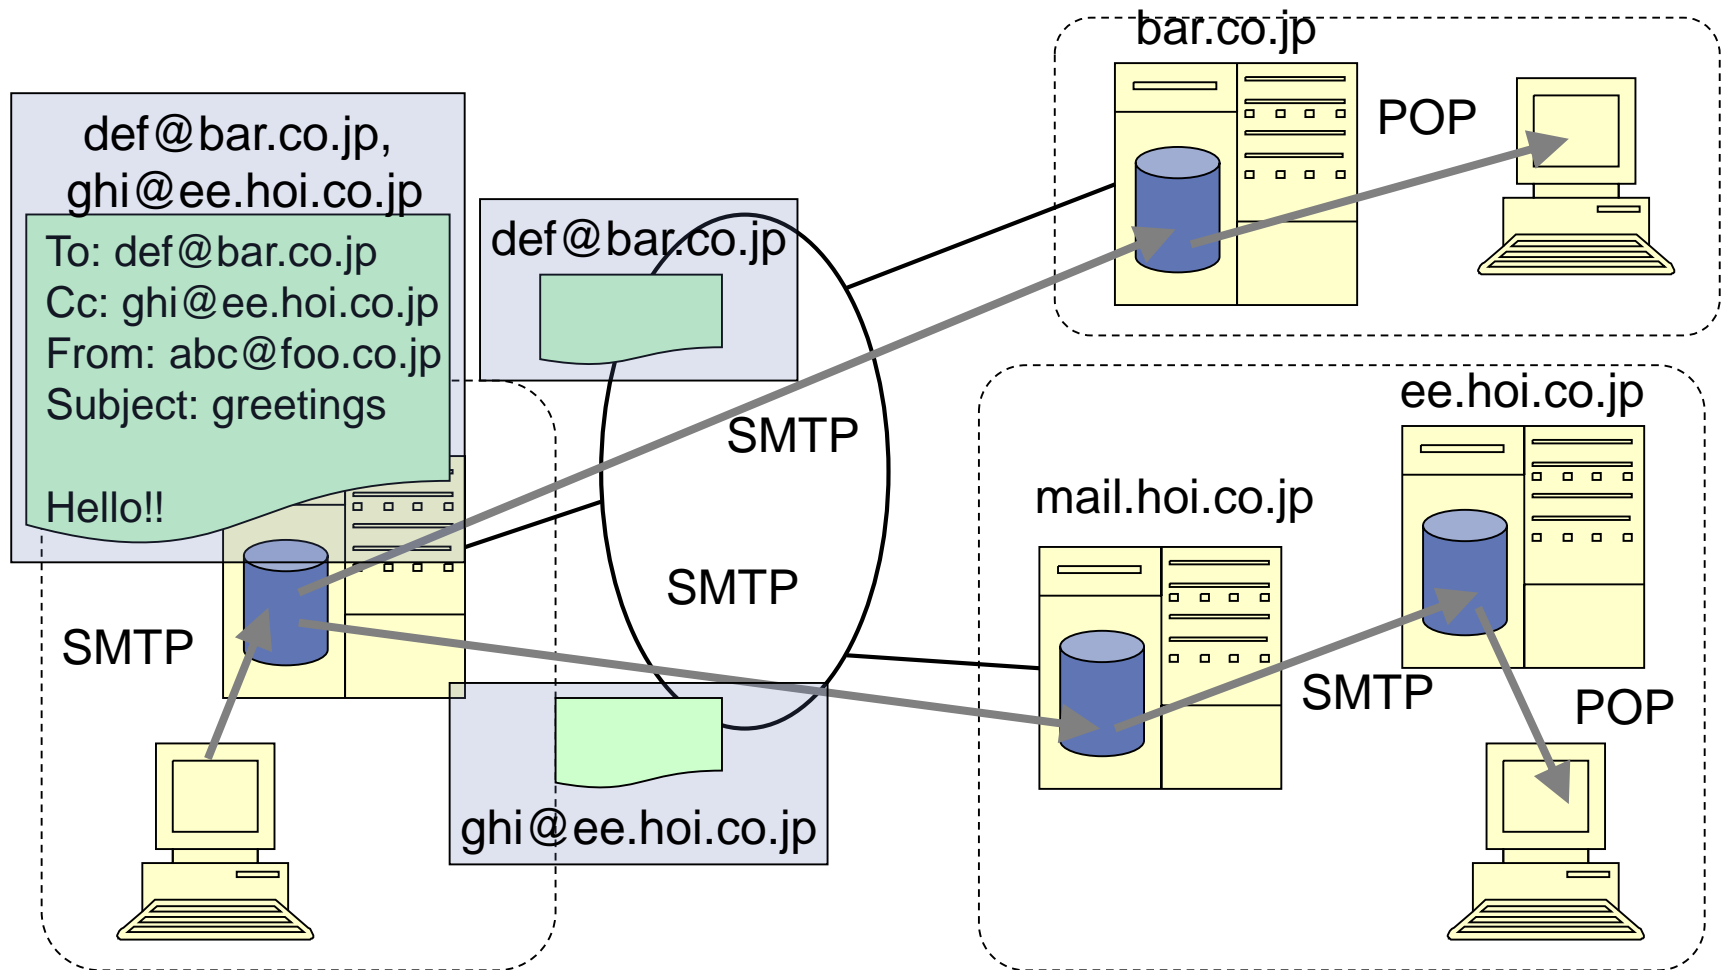 bar.co.jp
POP
def@bar.co.jp,
ghi@ee.hoi.co.jp
To: def@bar.co.jp
Cc: ghi@ee.hoi.co.jp
From: abc@foo.co.jp
Subject: greetings
Hello!!
def@bar.co.jp
SMTP
ee.hoi.co.jp
mail.hoi.co.jp
SMTP
SMTP
SMTP
POP
ghi@ee.hoi.co.jp